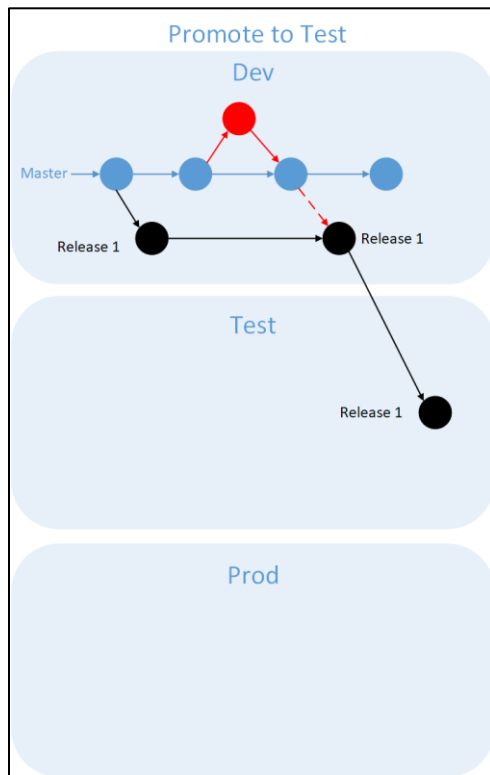 Promote to Test
Dev
Master
Release 1
Release 1
Test
Release 1
Prod